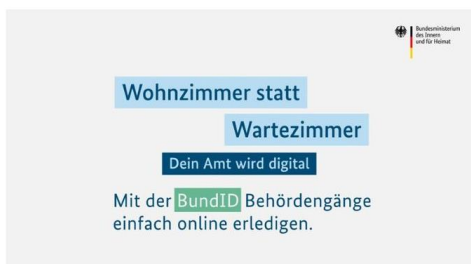 Bundesministerium
des Innern
und für Heimat
Wohnzimmer statt
Wartezimmer
Dein Amt wird digital
Mit der BundID Behördengänge
einfach online erledigen.